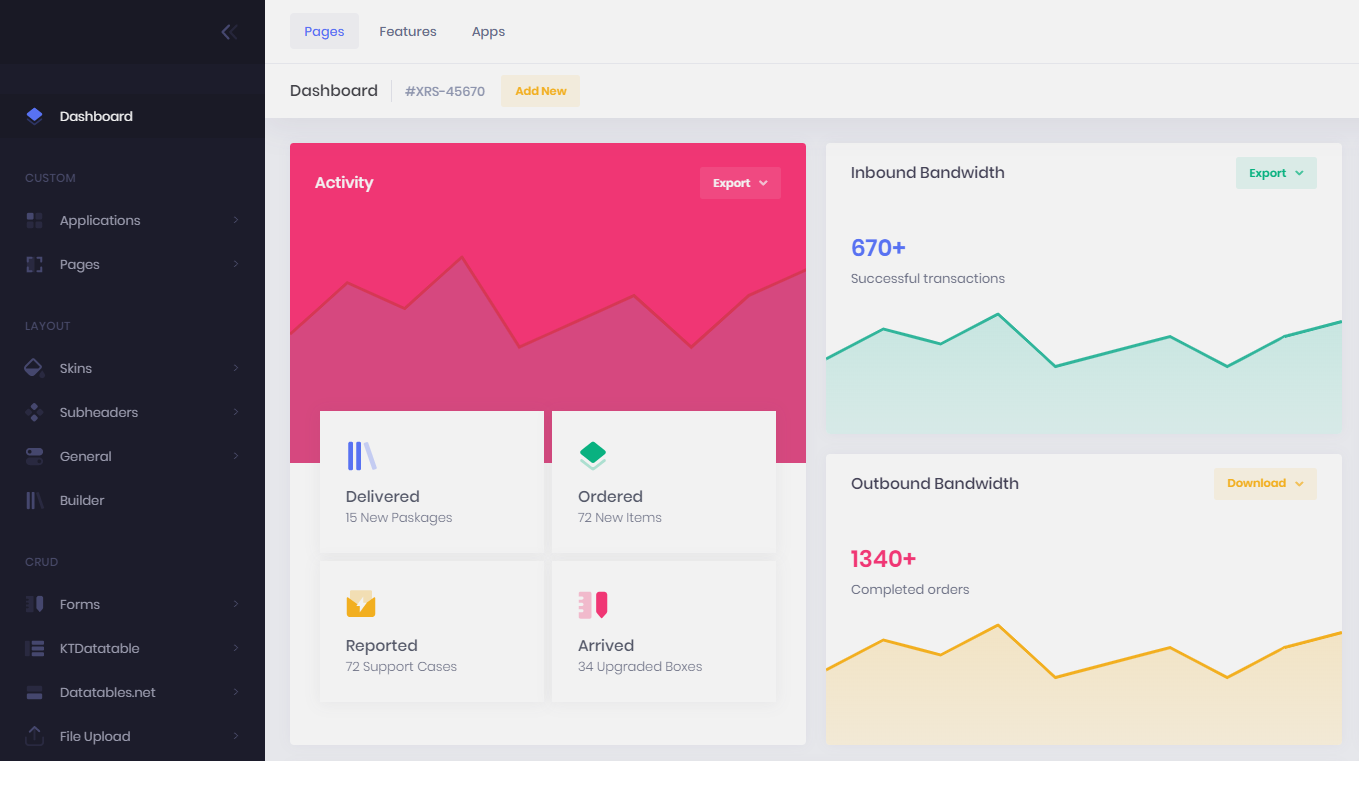 Dashboard
CUSTOM
Applications
Pages
LAYOUT
Skins
Subheaders
General
Builder
CRUD
Forms
KTDatatable
Datatables.net
File Upload
Pages Features Apps
Dashboard #XRS-45670 Add New
Activity Export
Delivered
15 New Paskages
Ordered
72 New Items
Reported
72 Support Cases
Arrived
34 Upgraded Boxes
Inbound Bandwidth Export
670+
Successful transactions
Outbound Bandwidth Download
1340+
Completed orders